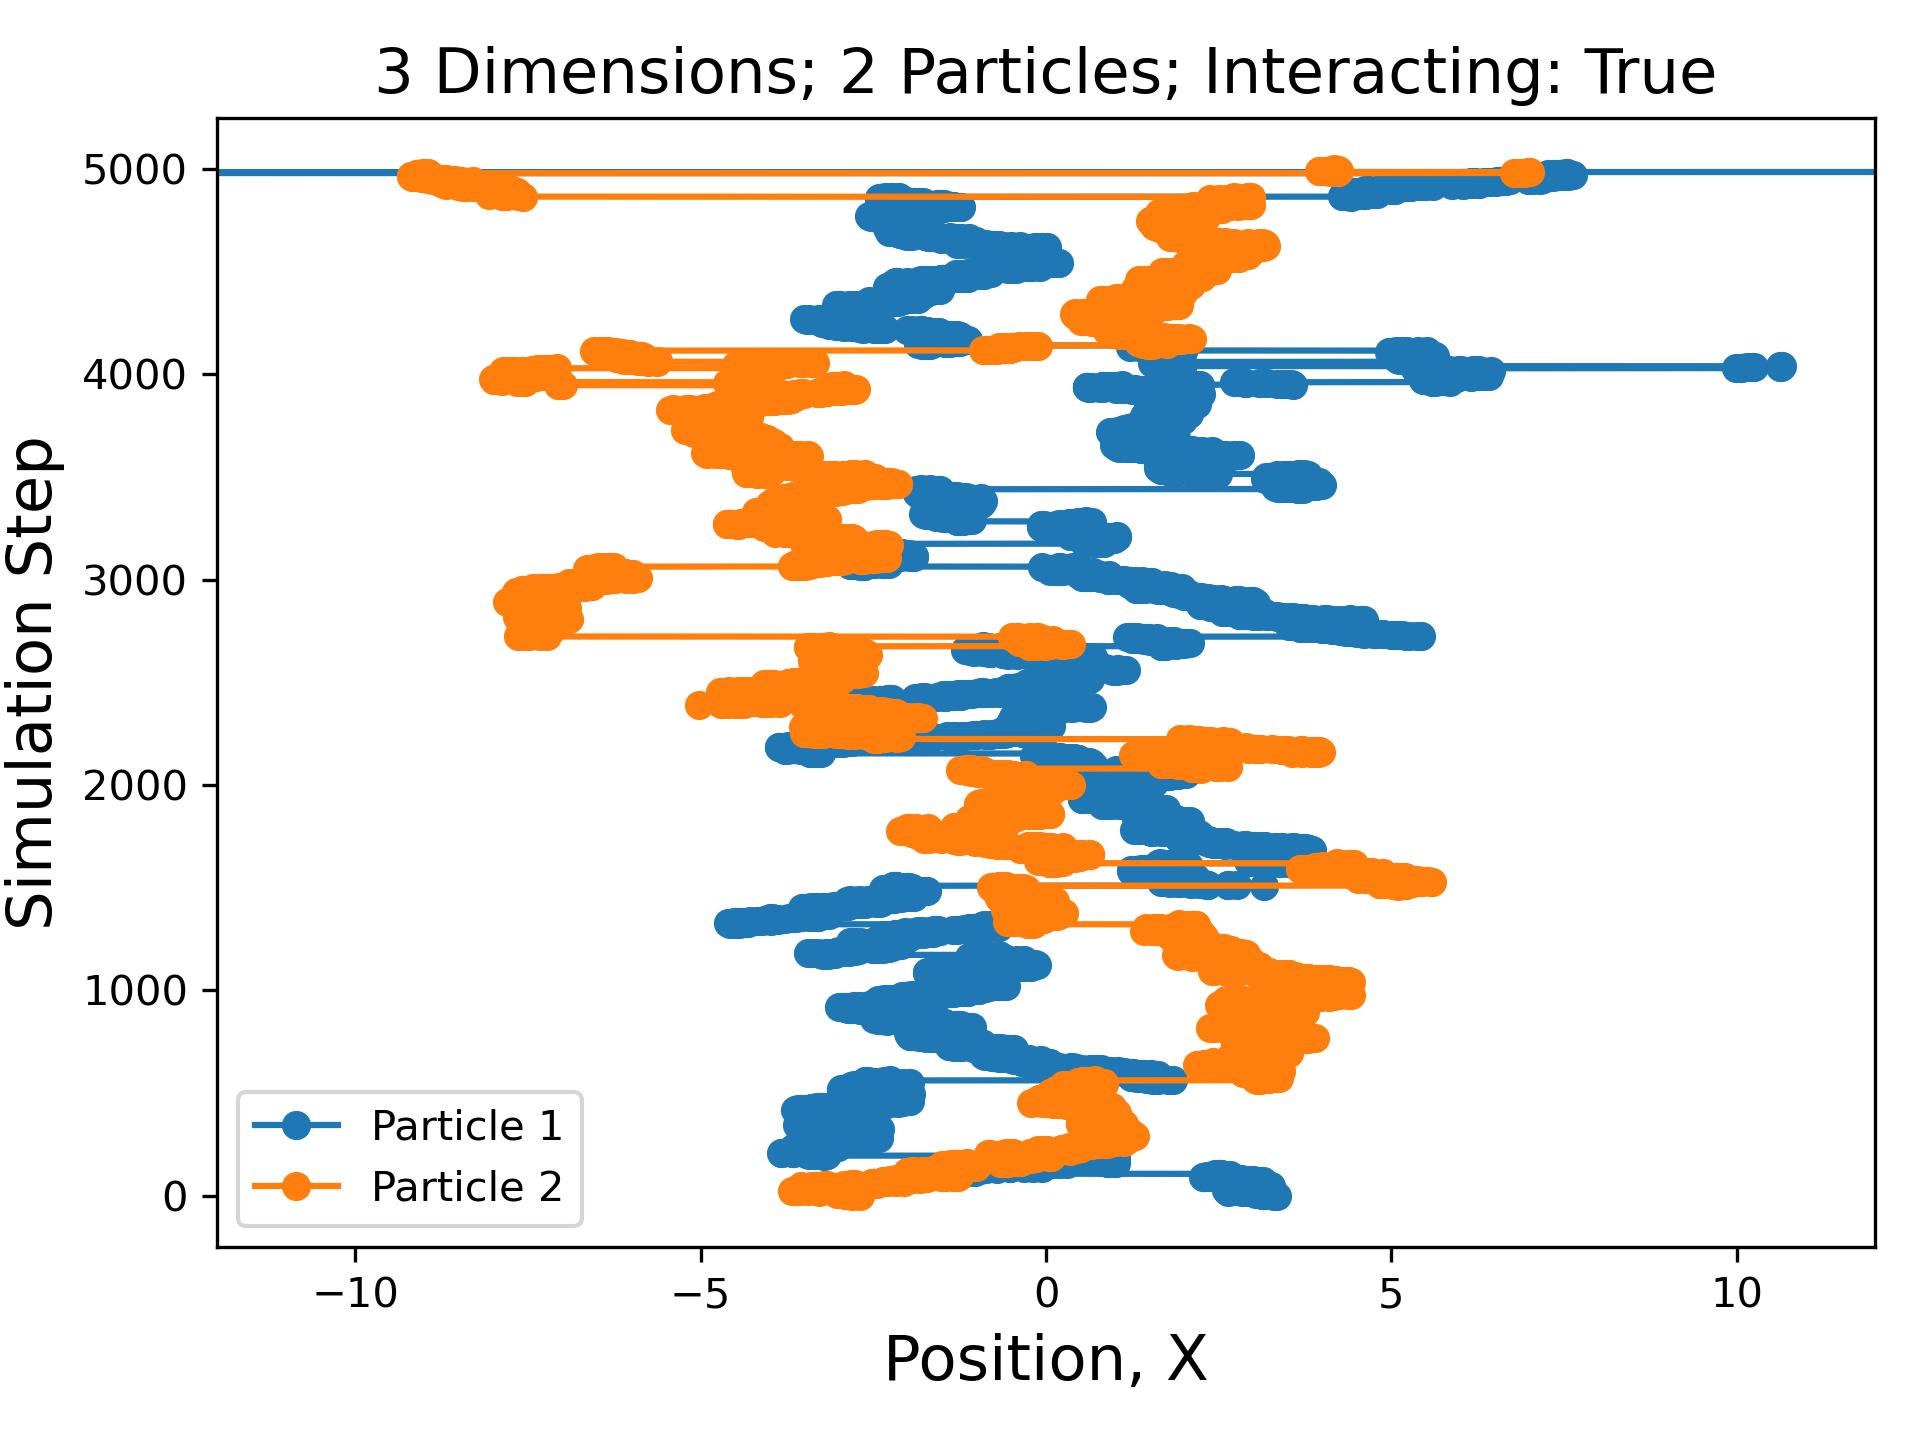 3 Dimensions; 2 Particles; Interacting: True
Simulation Step
5000
4000
3000
2000
1000
0
Particle 1
Particle 2
−10
−5
0
5
10
Position, X